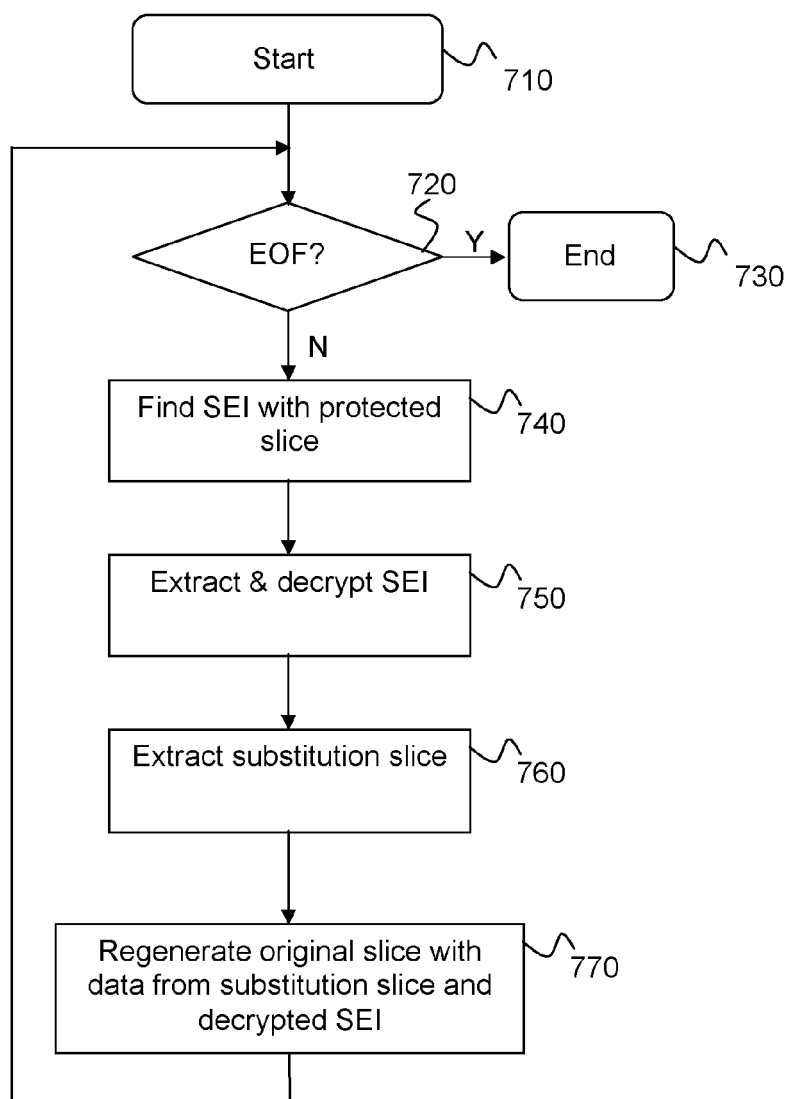 Start
710
720
EOF?
Y
End
730
N
Find SEI with protected
slice
740
Extract & decrypt SEI
750
Extract substitution slice
760
Regenerate original slice with
data from substitution slice and
decrypted SEI
770